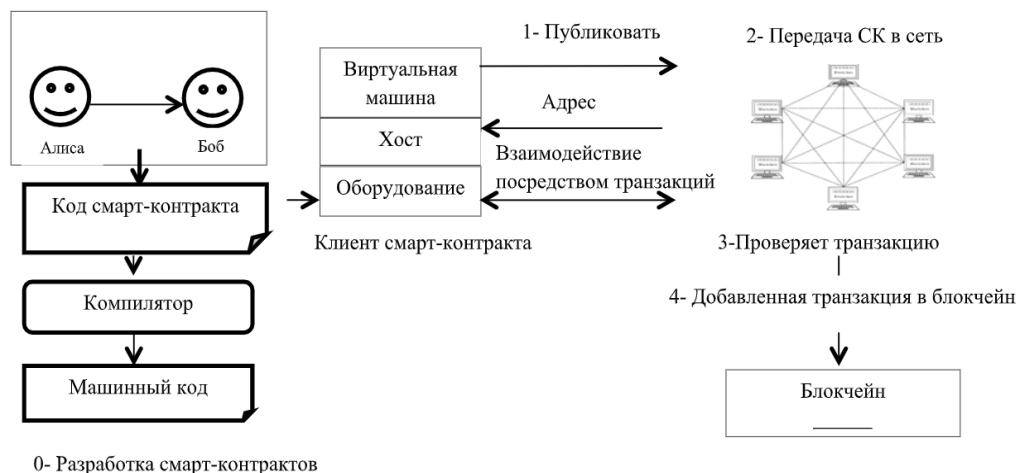 Алиса
Боб
Код смарт-контракта
Компилятор
Машинный код
0- Разработка смарт-контрактов
Виртуальная
машина
Хост
Оборудование
Клиент смарт-контракта
1- Публиковать
Адрес
Взаимодействие
посредством транзакций
2- Передача СК в сеть
3-Проверяет транзакцию
4- Добавленная транзакция в блокчейн
Блокчейн